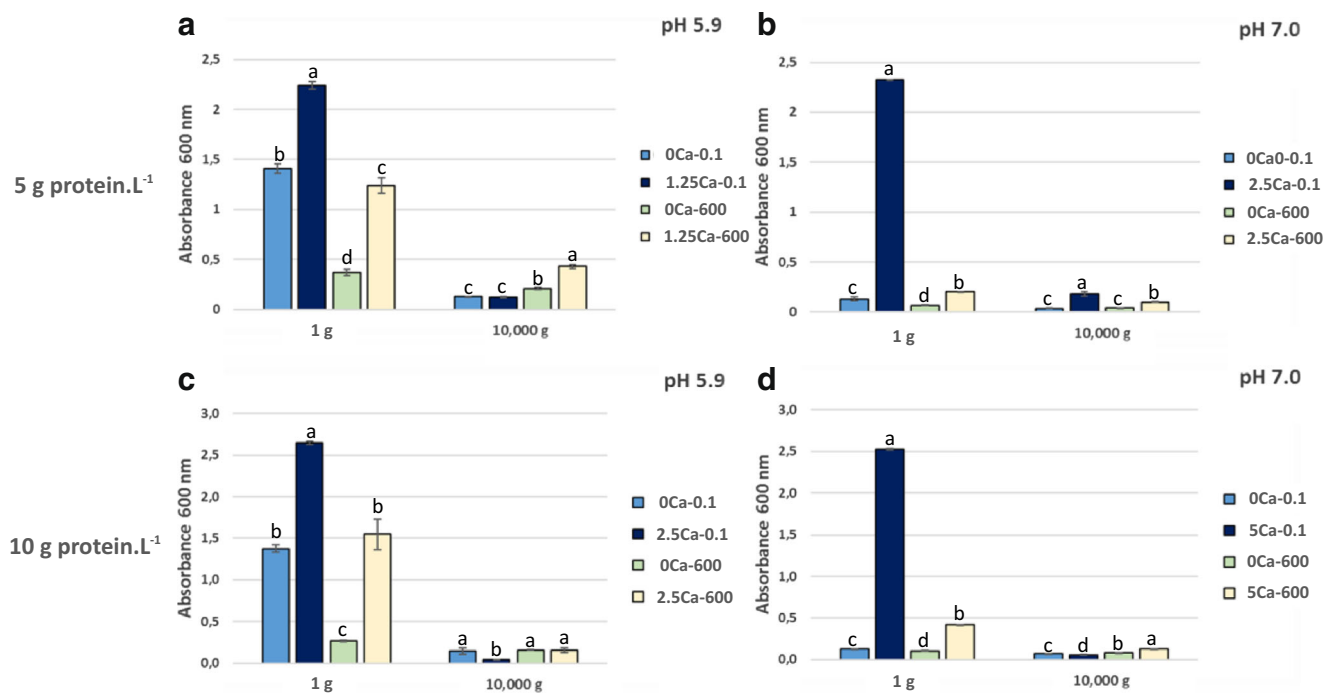 a
pH 5.9
5 g protein.L-1
Absorbance 600 nm
2,5
2
1,5
1
0,5
0
b
a
d
c
c
c
b
a
1 g
10,000 g
0Ca-0.1
1.25Ca-0.1
0Ca-600
1.25Ca-600
b
pH 7.0
Absorbance 600 nm
2,5
2
1,5
1
0,5
0
c
a
d
b
c
a
c
b
1 g
10,000 g
0Ca0-0.1
2.5Ca-0.1
0Ca-600
2.5Ca-600
c
pH 5.9
10 g protein.L-1
Absorbance 600 nm
3,0
2,5
2,0
1,5
1,0
0,5
0,0
b
a
c
b
a
b
a
a
1 g
10,000 g
0Ca-0.1
2.5Ca-0.1
0Ca-600
2.5Ca-600
d
pH 7.0
Absorbance 600 nm
3,0
2,5
2,0
1,5
1,0
0,5
0,0
c
a
d
b
c
d
b
a
1 g
10,000 g
0Ca-0.1
5Ca-0.1
0Ca-600
5Ca-600